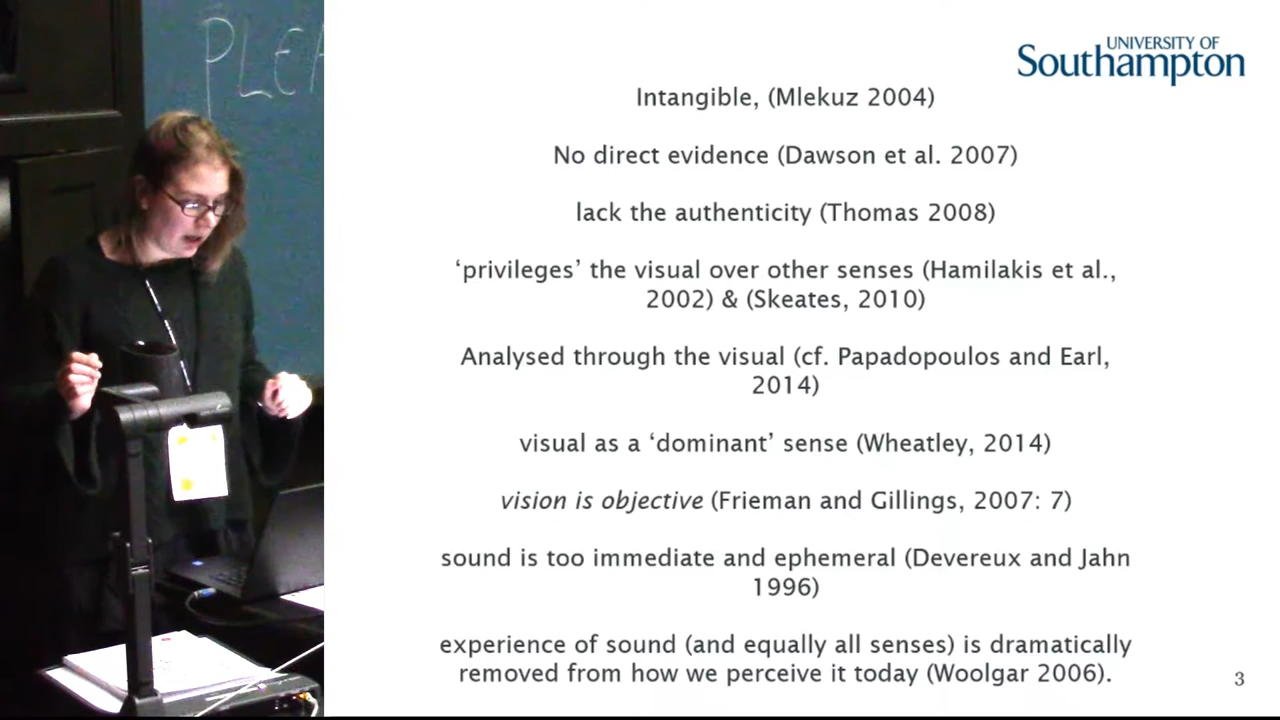 PLEA
UNIVERSITY OF
Southampton
Intangible, (Mlekuz 2004)
No direct evidence (Dawson et al. 2007)
lack the authenticity (Thomas 2008)
‘privileges’ the visual over other senses (Hamilakis et al.,
2002) & (Skeates, 2010)
Analysed through the visual (cf. Papadopoulos and Earl,
2014)
visual as a ‘dominant’ sense (Wheatley, 2014)
vision is objective (Frieman and Gillings, 2007: 7)
sound is too immediate and ephemeral (Devereux and Jahn
1996)
experience of sound (and equally all senses) is dramatically
removed from how we perceive it today (Woolgar 2006).
3